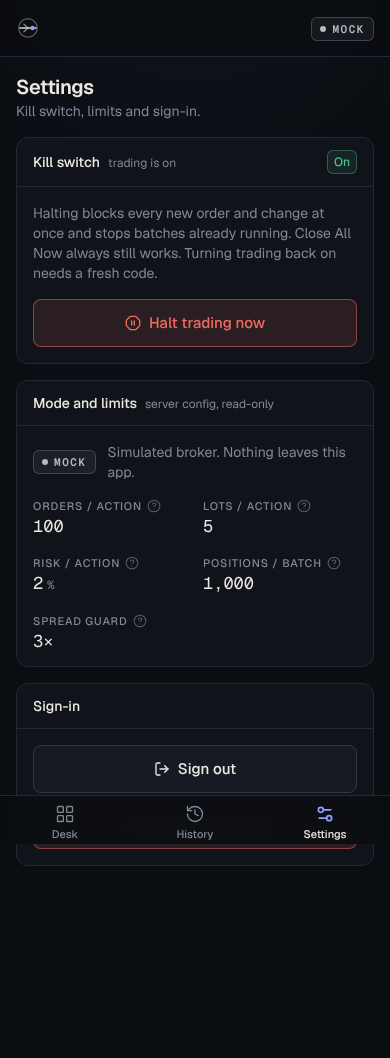 MOCK
Settings
Kill switch, limits and sign-in.
Kill switch trading is on On
Halting blocks every new order and change at
once and stops batches already running. Close All
Now always still works. Turning trading back on
needs a fresh code.
Halt trading now
Mode and limits server config, read-only
MOCK
Simulated broker. Nothing leaves this
app.
ORDERS / ACTION ? LOTS / ACTION ?
100 5
RISK / ACTION ? POSITIONS / BATCH ?
2 % 1,000
SPREAD GUARD ?
3×
Sign-in
Sign out
Desk History Settings